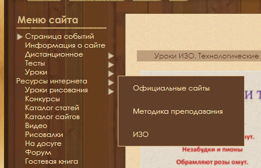 Меню сайта
Страница событий
Информация о сайте
Дистанционное
Тесты
Уроки
Ресурсы интернета
Уроки рисования
Конкурсы
Каталог статей
Каталог сайтов
Видео
Рисовалки
На досуге
Форум
Гостевая книга
Уроки ИЗО, Технологические
Официальные сайты
Методика преподавания
ИЗО
Незабудки и пионы
Обрамляют розы омут.